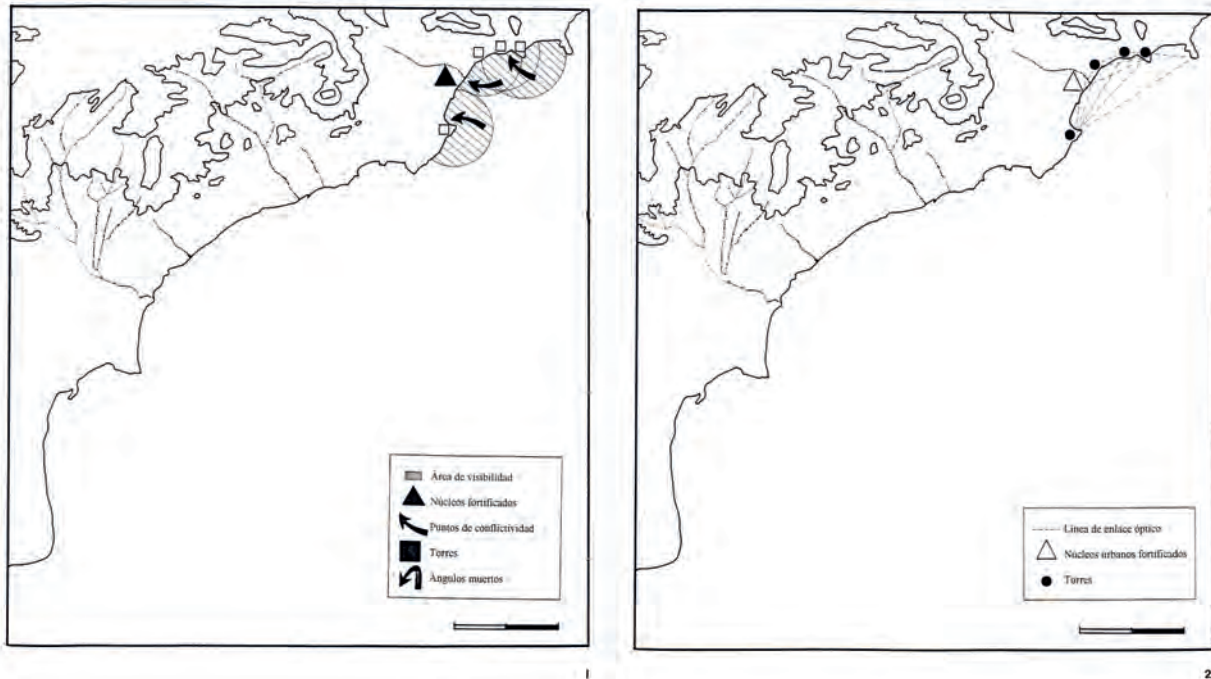 Área de visibilidad
Núcleos fortificados
Puntos de conflictividad
Torres
Ángulos muertos
1
Línea de enlace óptico
Núcleos urbanos fortificados
Torres
2